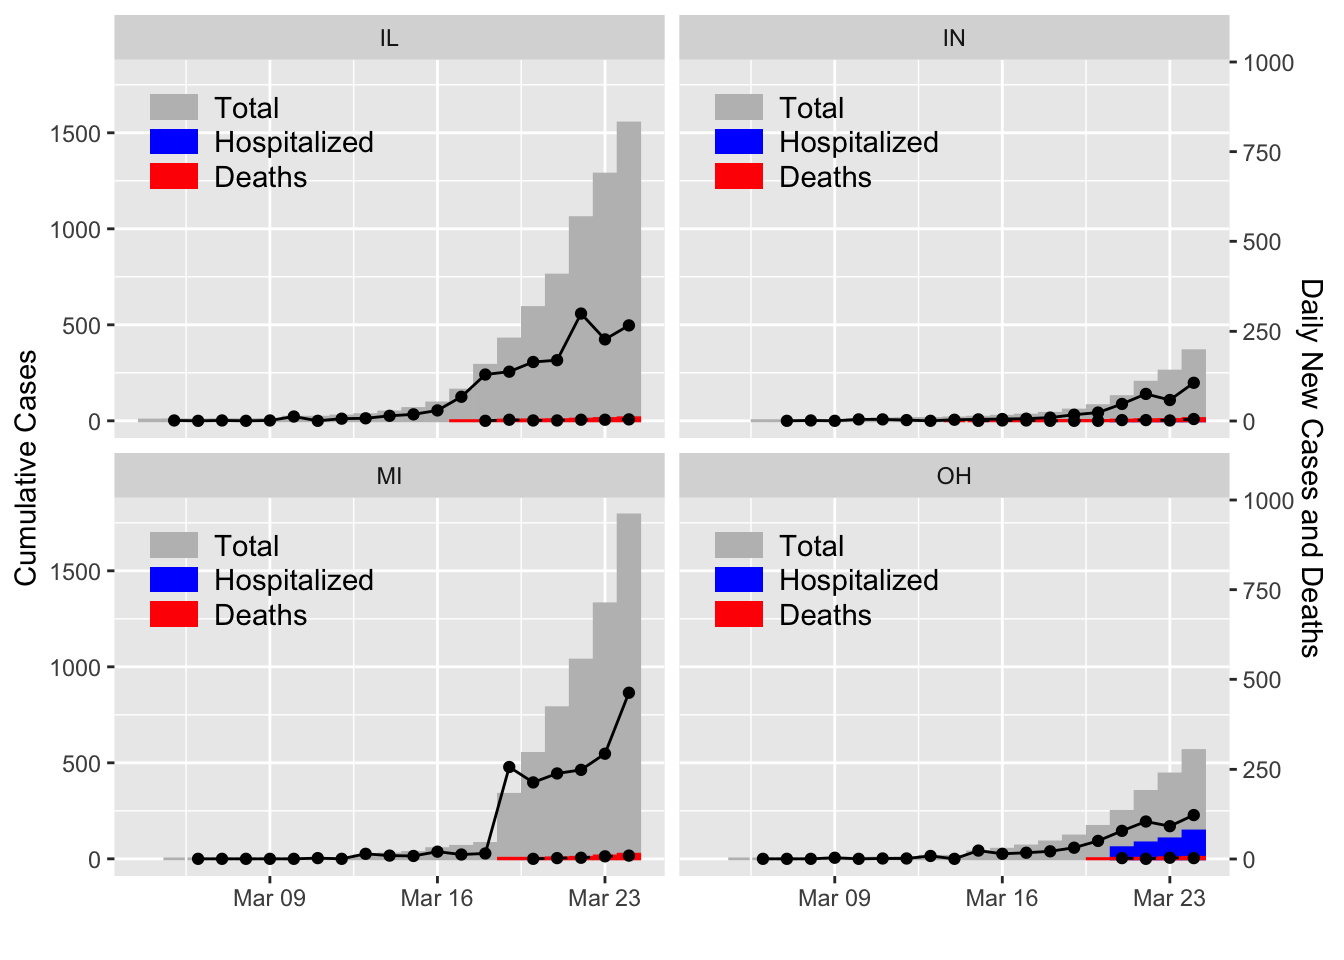 IL
IN
Total
Hospitalized
Deaths
Total
Hospitalized
Deaths
1500
1000
500
0
1000
750
500
250
0
MI
OH
Total
Hospitalized
Deaths
Total
Hospitalized
Deaths
1500
1000
500
0
1000
750
500
250
0
Mar 09
Mar 16
Mar 23
Mar 09
Mar 16
Mar 23
Cumulative Cases
Daily New Cases and Deaths